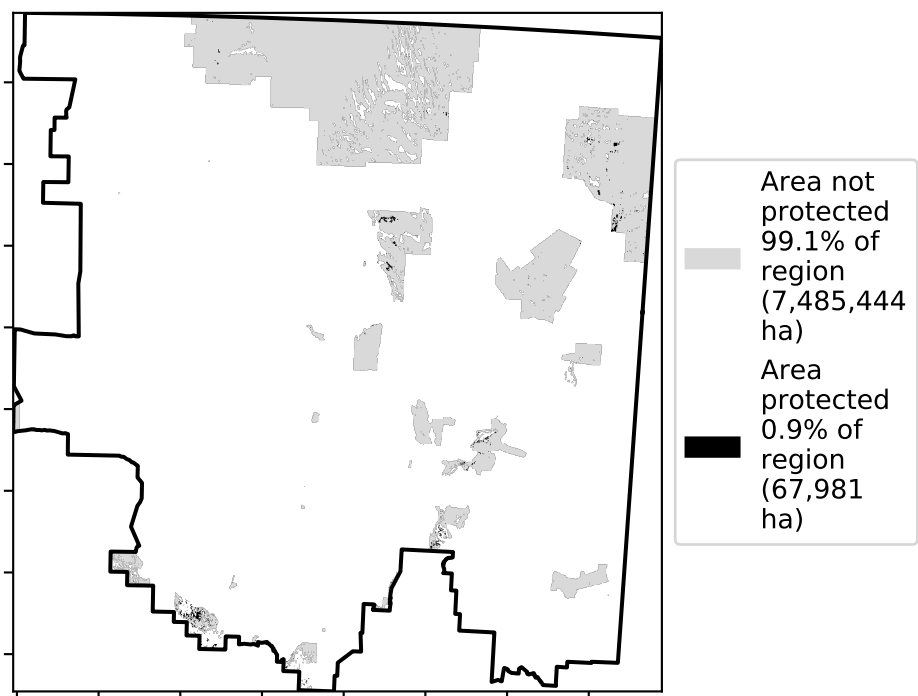 Area not
protected
99.1% of
region
(7,485,444
ha)
Area
protected
0.9% of
region
(67,981
ha)